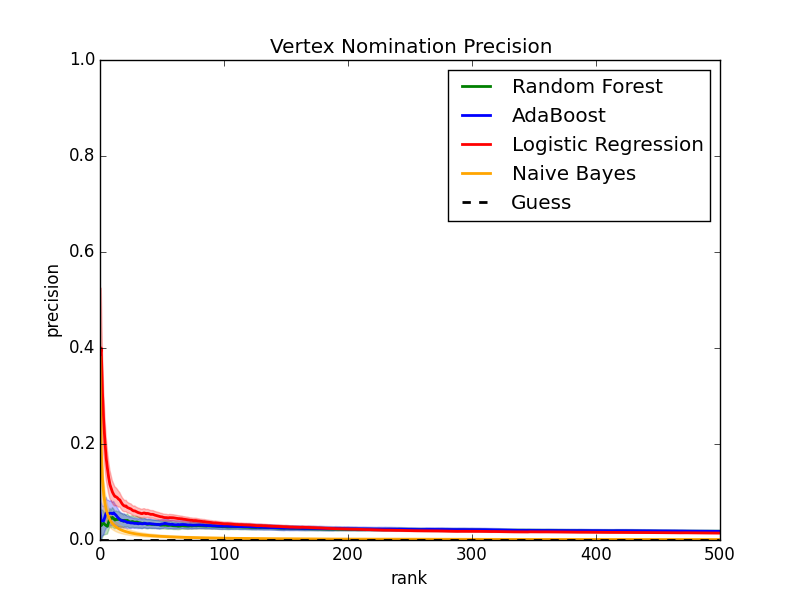 Vertex Nomination Precision
1.0
0.8
0.6
0.4
0.2
0.0
precision
Random Forest
AdaBoost
Logistic Regression
Naive Bayes
Guess
0 100 200 300 400 500
rank